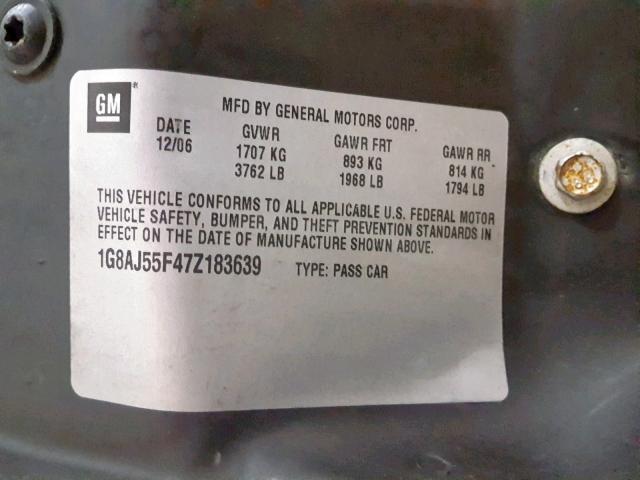 GM®
MFD BY GENERAL MOTORS CORP.
DATE GVWR GAWR FRT GAWR RR
12/06 1707 KG 893 KG 814 KG
3762 LB 1968 LB 1794 LB
THIS VEHICLE CONFORMS TO ALL APPLICABLE U.S. FEDERAL MOTOR
VEHICLE SAFETY, BUMPER, AND THEFT PREVENTION STANDARDS IN
EFFECT ON THE DATE OF MANUFACTURE SHOWN ABOVE.
1G8AJ55F47Z183639 TYPE: PASS CAR